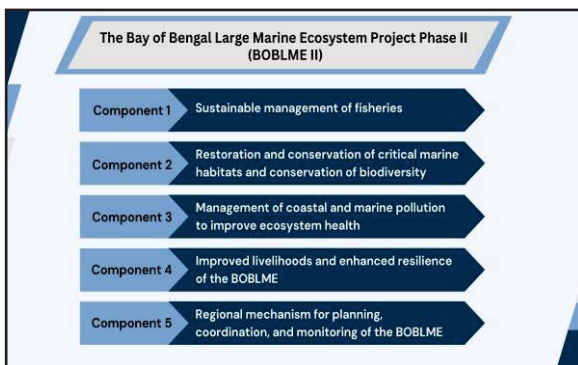 The Bay of Bengal Large Marine Ecosystem Project Phase II
(BOBLME II)
Component 1
Sustainable management of fisheries
Component 2
Restoration and conservation of critical marine
habitats and conservation of biodiversity
Component 3
Management of coastal and marine pollution
to improve ecosystem health
Component 4
Improved livelihoods and enhanced resilience
of the BOBLME
Component 5
Regional mechanism for planning,
coordination, and monitoring of the BOBLME